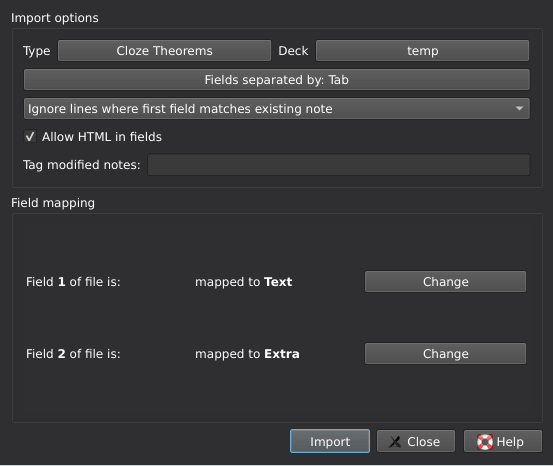 Import options
Type Cloze Theorems Deck temp
Fields separated by: Tab
Ignore lines where first field matches existing note
Allow HTML in fields
Tag modified notes:
Field mapping
Field 1 of file is: mapped to Text Change
Field 2 of file is: mapped to Extra Change
Import Close Help